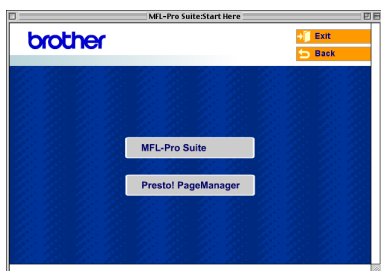 MFL-Pro Suite:Start Here
brother
Exit
Back
MFL-Pro Suite
Presto! PageManager